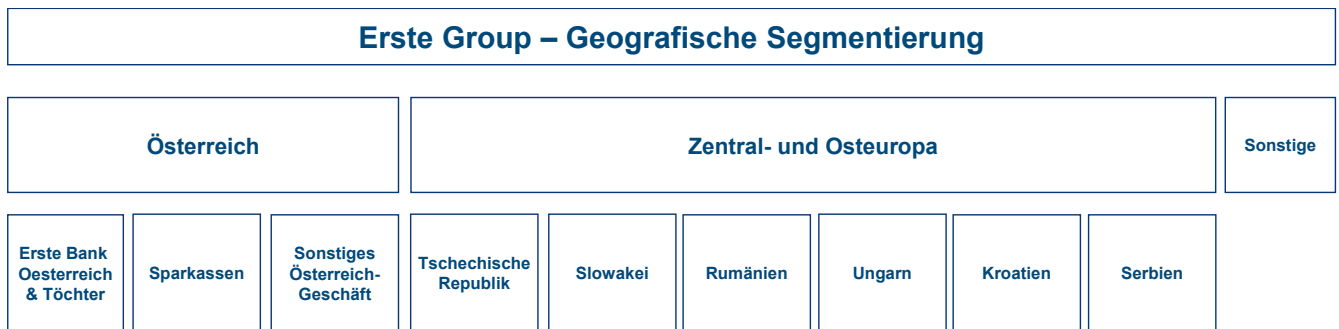 Erste Group – Geografische Segmentierung
Österreich
Zentral- und Osteuropa
Sonstige
Erste Bank
Oesterreich
& Töchter
Sparkassen
Sonstiges
Österreich-
Geschäft
Tschechische
Republik
Slowakei
Rumänien
Ungarn
Kroatien
Serbien